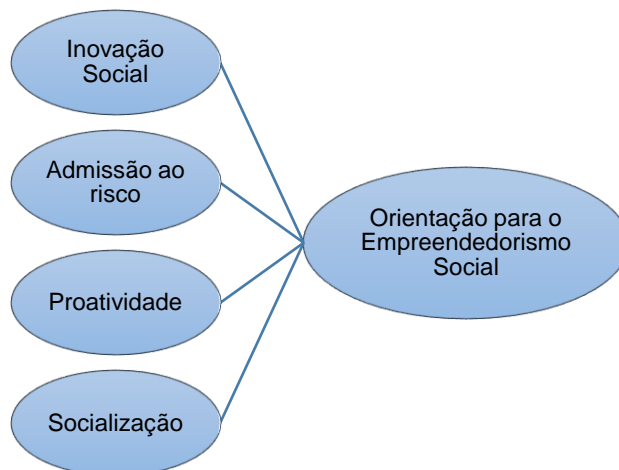 Inovação
Social
Admissão ao
risco
Proatividade
Socialização
Orientação para o
Empreendedorismo
Social